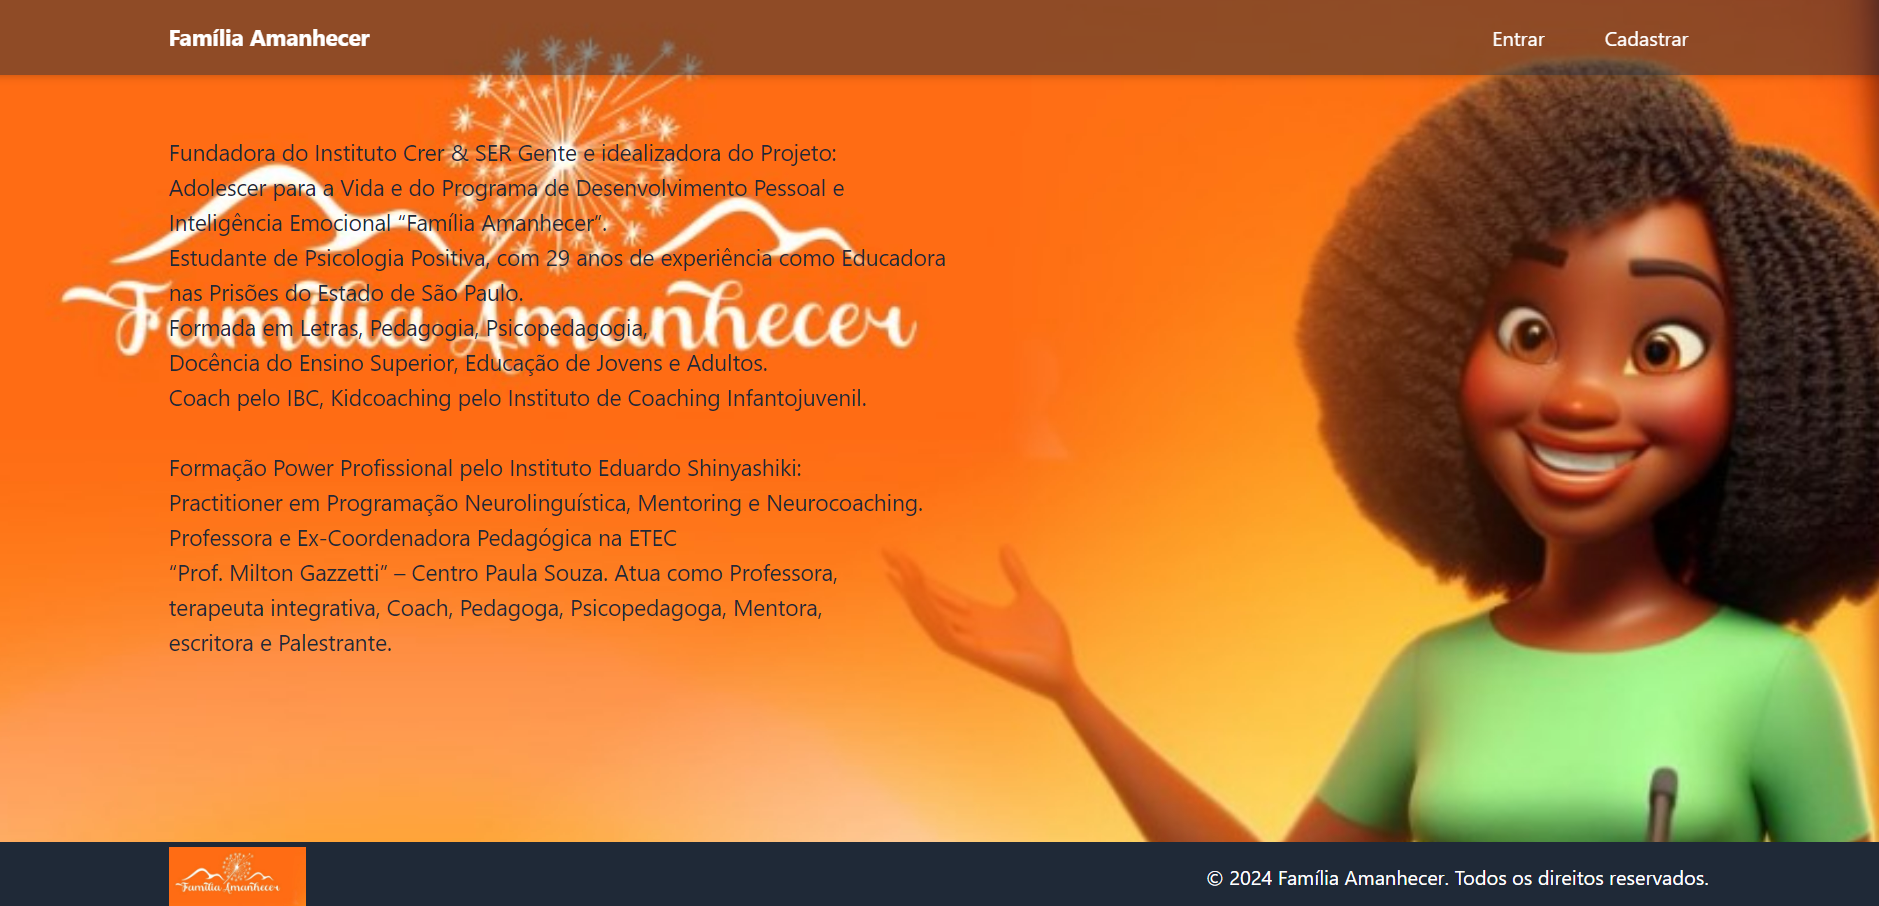 Família Amanhecer
Entrar
Cadastrar
Fundadora do Instituto Crer & SER Gente e idealizadora do Projeto:
Adolescer para a Vida e do Programa de Desenvolvimento Pessoal e
Inteligência Emocional “Família Amanhecer”.
Estudante de Psicologia Positiva, com 29 anos de experiência como Educadora
nas Prisões do Estado de São Paulo.
Família Amanhecer
Formada em Letras, Pedagogia, Psicopedagogia,
Docência do Ensino Superior, Educação de Jovens e Adultos.
Coach pelo IBC, Kidcoaching pelo Instituto de Coaching Infantojuvenil.
Formação Power Profissional pelo Instituto Eduardo Shinyashiki:
Practitioner em Programação Neurolinguística, Mentoring e Neurocoaching.
Professora e Ex-Coordenadora Pedagógica na ETEC
“Prof. Milton Gazzetti” – Centro Paula Souza. Atua como Professora,
terapeuta integrativa, Coach, Pedagoga, Psicopedagoga, Mentora,
escritora e Palestrante.
Família Amanhecer
© 2024 Família Amanhecer. Todos os direitos reservados.